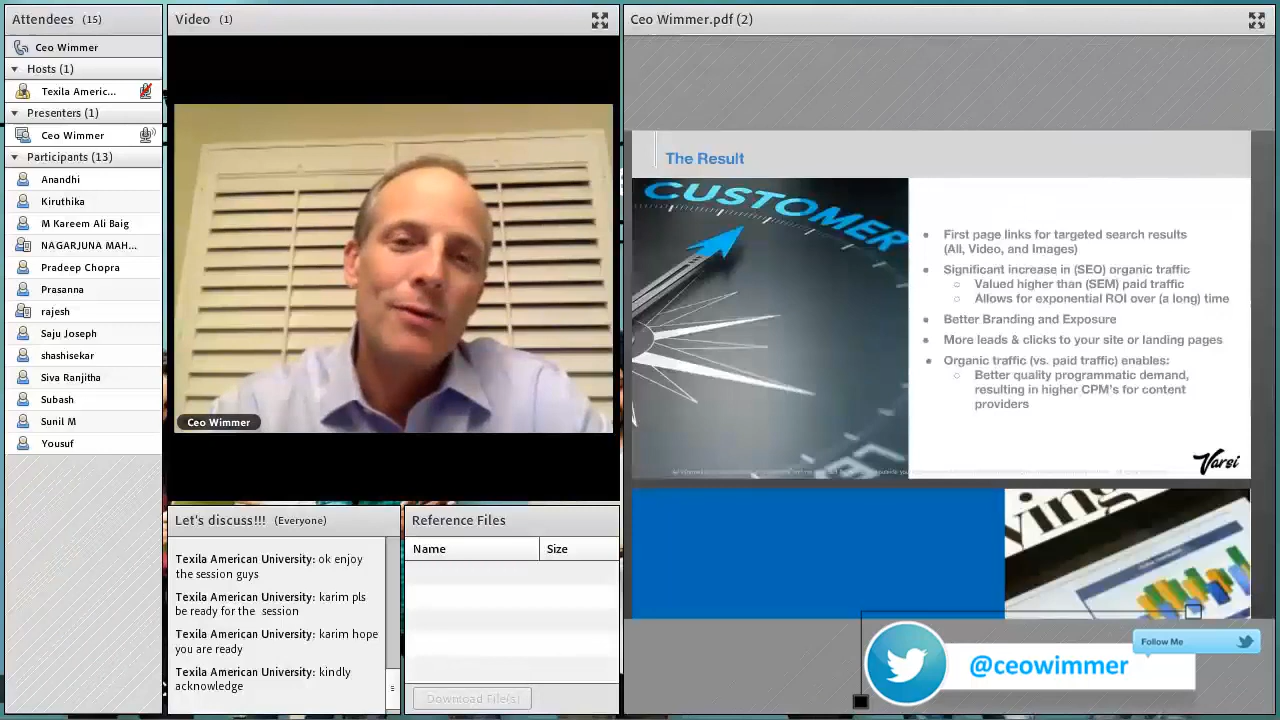 Attendees (15)
Ceo Wimmer
Hosts (1)
Texila Americ...
Presenters (1)
Ceo Wimmer
Participants (13)
Anandhi
Kiruthika
M Kareem Ali Baig
NAGARJUNA MAH...
Pradeep Chopra
Prasanna
rajesh
Saju Joseph
shashisekar
Siva Ranjitha
Subash
Sunil M
Yousuf
Video (1)
Ceo Wimmer
Let's discuss!!! (Everyone)
Texila American University: ok enjoy
the session guys
Texila American University: karim pls
be ready for the session
Texila American University: karim hope
you are ready
Texila American University: kindly
acknowledge
Reference Files
Name Size
Download File(s)
Ceo Wimmer.pdf (2)
The Result
CUSTOMER
First page links for targeted search results
(All, Video, and Images)
Significant increase in (SEO) organic traffic
Valued higher than (SEM) paid traffic
Allows for exponential ROI over (a long) time
Better Branding and Exposure
More leads & clicks to your site or landing pages
Organic traffic (vs. paid traffic) enables:
Better quality programmatic demand,
resulting in higher CPM's for content
providers
Varsi
ving
Follow Me
@ceowimmer